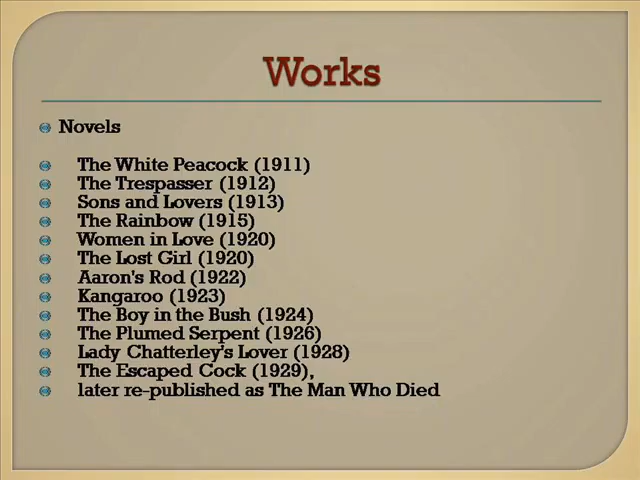 Works
Novels
The White Peacock (1911)
The Trespasser (1912)
Sons and Lovers (1913)
The Rainbow (1915)
Women in Love (1920)
The Lost Girl (1920)
Aaron's Rod (1922)
Kangaroo (1923)
The Boy in the Bush (1924)
The Plumed Serpent (1926)
Lady Chatterley's Lover (1928)
The Escaped Cock (1929),
later re-published as The Man Who Died